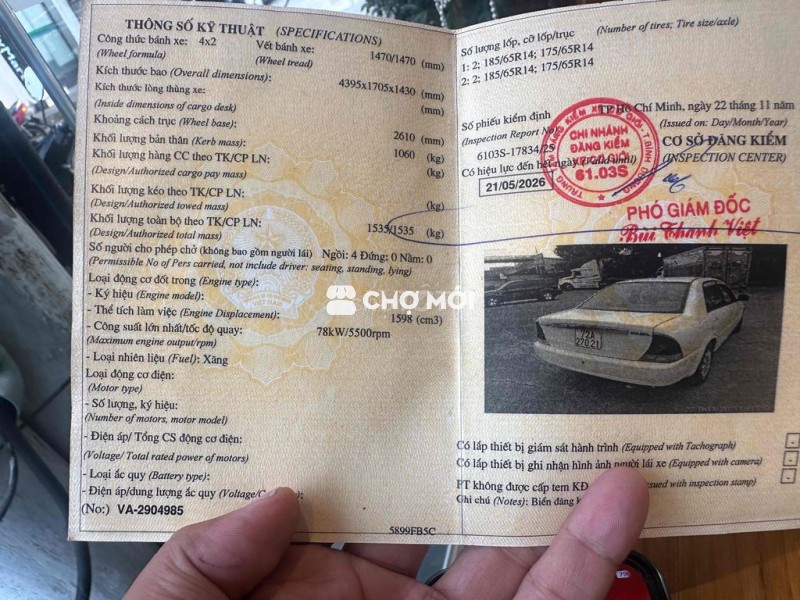 THÔNG SỐ KỸ THUẬT (SPECIFICATIONS)
Công thức bánh xe: 4x2 Vết bánh xe: 1470/1470 (mm)
(Wheel formula) (Wheel tread)
Kích thước bao (Overall dimensions): 4395x1705x1430 (mm)
Kích thước lòng thùng xe: (mm)
(Inside dimensions of cargo desk)
Khoảng cách trục (Wheel base): 2610 (mm)
Khối lượng bản thân (Kerb mass): 1060 (kg)
Khối lượng hàng CC theo TK/CP LN: (kg)
(Design/Authorized cargo pay mass)
Khối lượng kéo theo TK/CP LN: (kg)
(Design/Authorized towed mass)
Khối lượng toàn bộ theo TK/CP LN: 1535/1535 (kg)
(Design/Authorized total mass)
Số người cho phép chở (không bao gồm người lái) Ngồi: 4 Đứng: 0 Nằm: 0
(Permissible No of Pers carried, not include driver: seating, standing, lying)
Loại động cơ đốt trong (Engine type):
- Ký hiệu (Engine model):
- Thể tích làm việc (Engine Displacement): 1598 (cm3)
- Công suất lớn nhất/tốc độ quay: 78kW/5500rpm
(Maximum engine output/rpm)
- Loại nhiên liệu (Fuel): Xăng
Loại động cơ điện:
(Motor type)
- Số lượng, ký hiệu:
(Number of motors, motor model)
- Điện áp/ Tổng CS động cơ điện:
(Voltage/ Total rated power of motors)
- Loại ắc quy (Battery type):
- Điện áp/dung lượng ắc quy (Voltage/
(No:) VA-2904985
5899FB5C
Số lượng lốp, cỡ lốp/trục (Number of tires; Tire size/axle)
1: 2; 185/65R14; 175/65R14
2: 2; 185/65R14; 175/65R14
TP Hồ Chí Minh, ngày 22 tháng 11 năm
(Issued on: Day/Month/Year)
Số phiếu kiểm định
(Inspection Report No)
6103S-17834/25
CƠ SỞ ĐĂNG KIỂM
(INSPECTION CENTER)
Có hiệu lực đến hết ngày (Valid until)
21/05/2026
CHI NHÁNH
ĐĂNG KIỂM
61.03S
PHÓ GIÁM ĐỐC
Bùi Thanh Việt
72A
270.21
CHỢ MỚI
Có lắp thiết bị giám sát hành trình (Equipped with Tachograph)
Có lắp thiết bị ghi nhận hình ảnh người lái xe (Equipped with camera)
PT không được cấp tem KĐ issued with inspection stamp)
Ghi chú (Notes): Biển đăng k